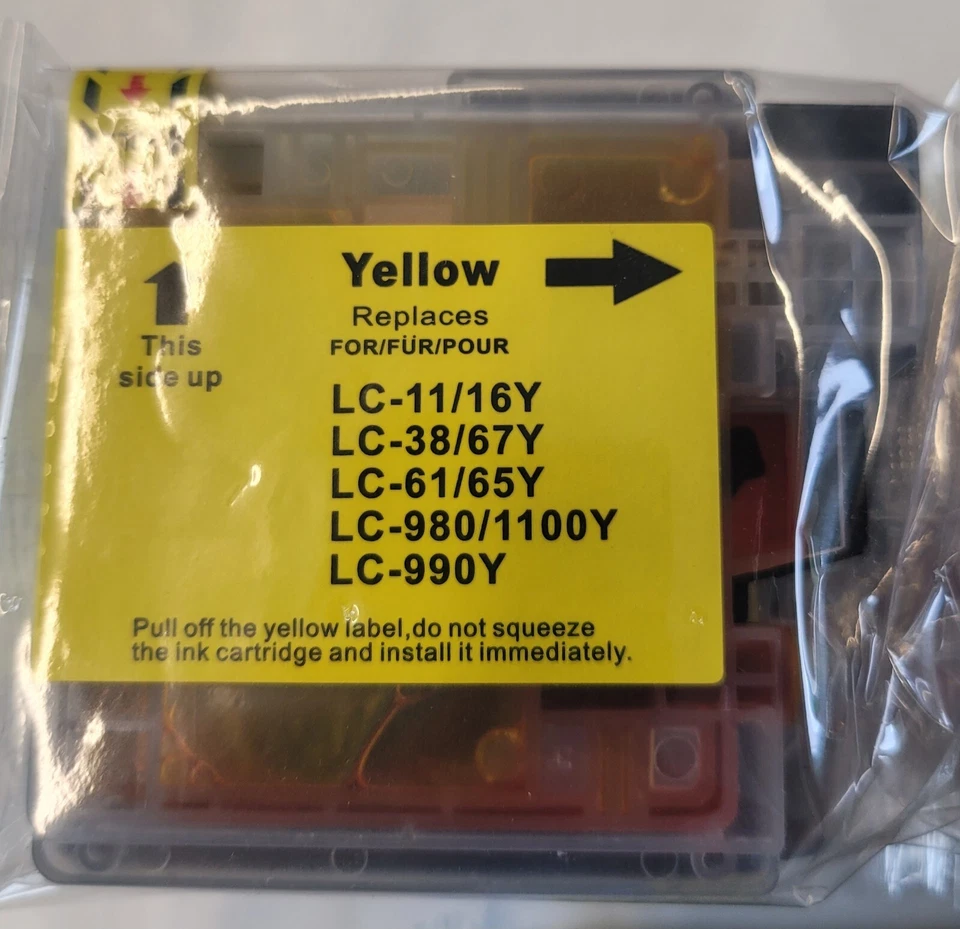 Yellow
Replaces
FOR/FÜR/POUR
This
side up
LC-11/16Y
LC-38/67Y
LC-61/65Y
LC-980/1100Y
LC-990Y
Pull off the yellow label,do not squeeze
the ink cartridge and install it immediately.